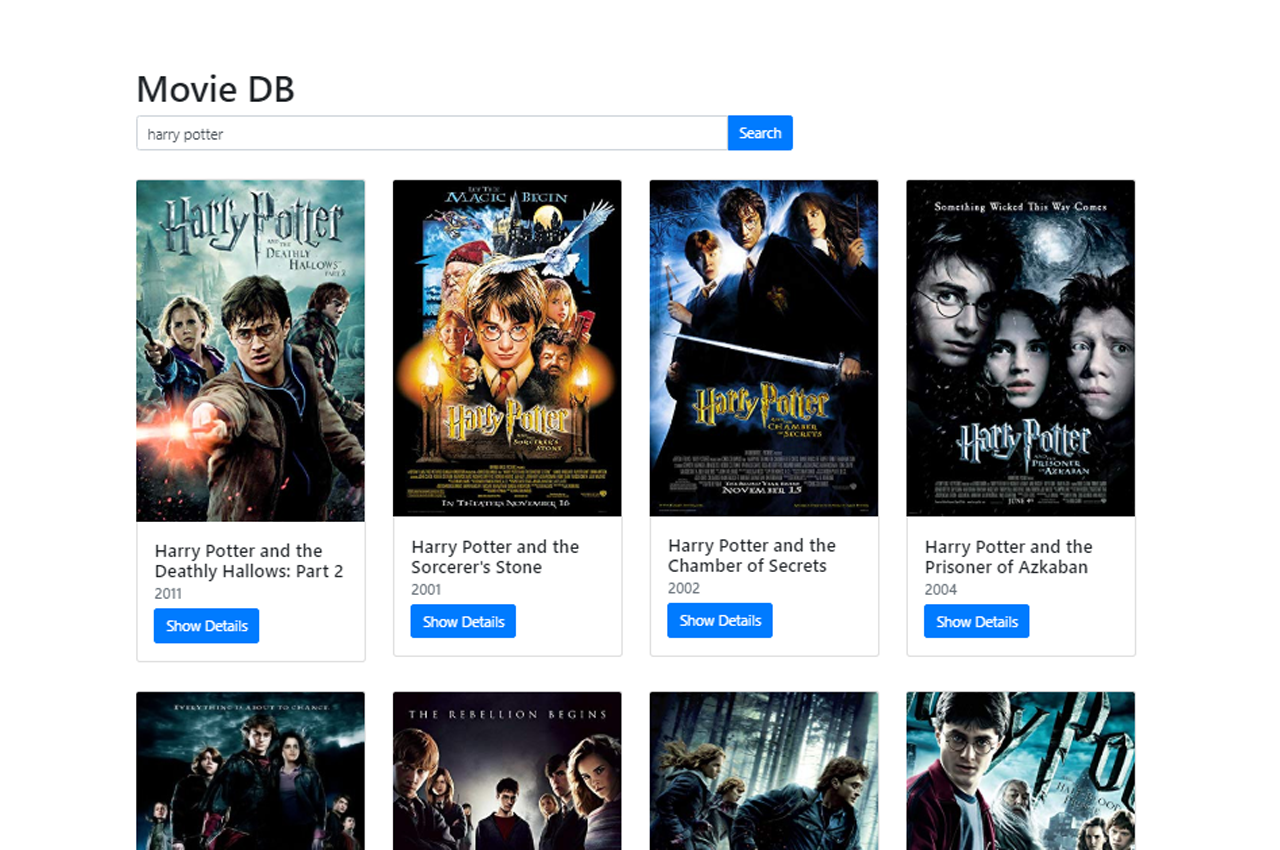 Movie DB
harry potter
Search
Harry Potter
AND THE
DEATHLY
HALLOWS
PART 2
LET THE
MAGIC BEGIN
Harry Potter
AND THE
SORCERER'S
STONE
IN THEATERS NOVEMBER 16
Harry Potter
AND THE
CHAMBER
OF SECRETS
NOVEMBER 15
Something Wicked This Way Comes
Harry Potter
AND THE
PRISONER
OF AZKABAN
JUNE 4
Harry Potter and the
Deathly Hallows: Part 2
2011
Show Details
Harry Potter and the
Sorcerer's Stone
2001
Show Details
Harry Potter and the
Chamber of Secrets
2002
Show Details
Harry Potter and the
Prisoner of Azkaban
2004
Show Details
EVERYTHING IS ABOUT TO CHANGE
THE REBELLION BEGINS
HALF-BLOOD
PRINCE